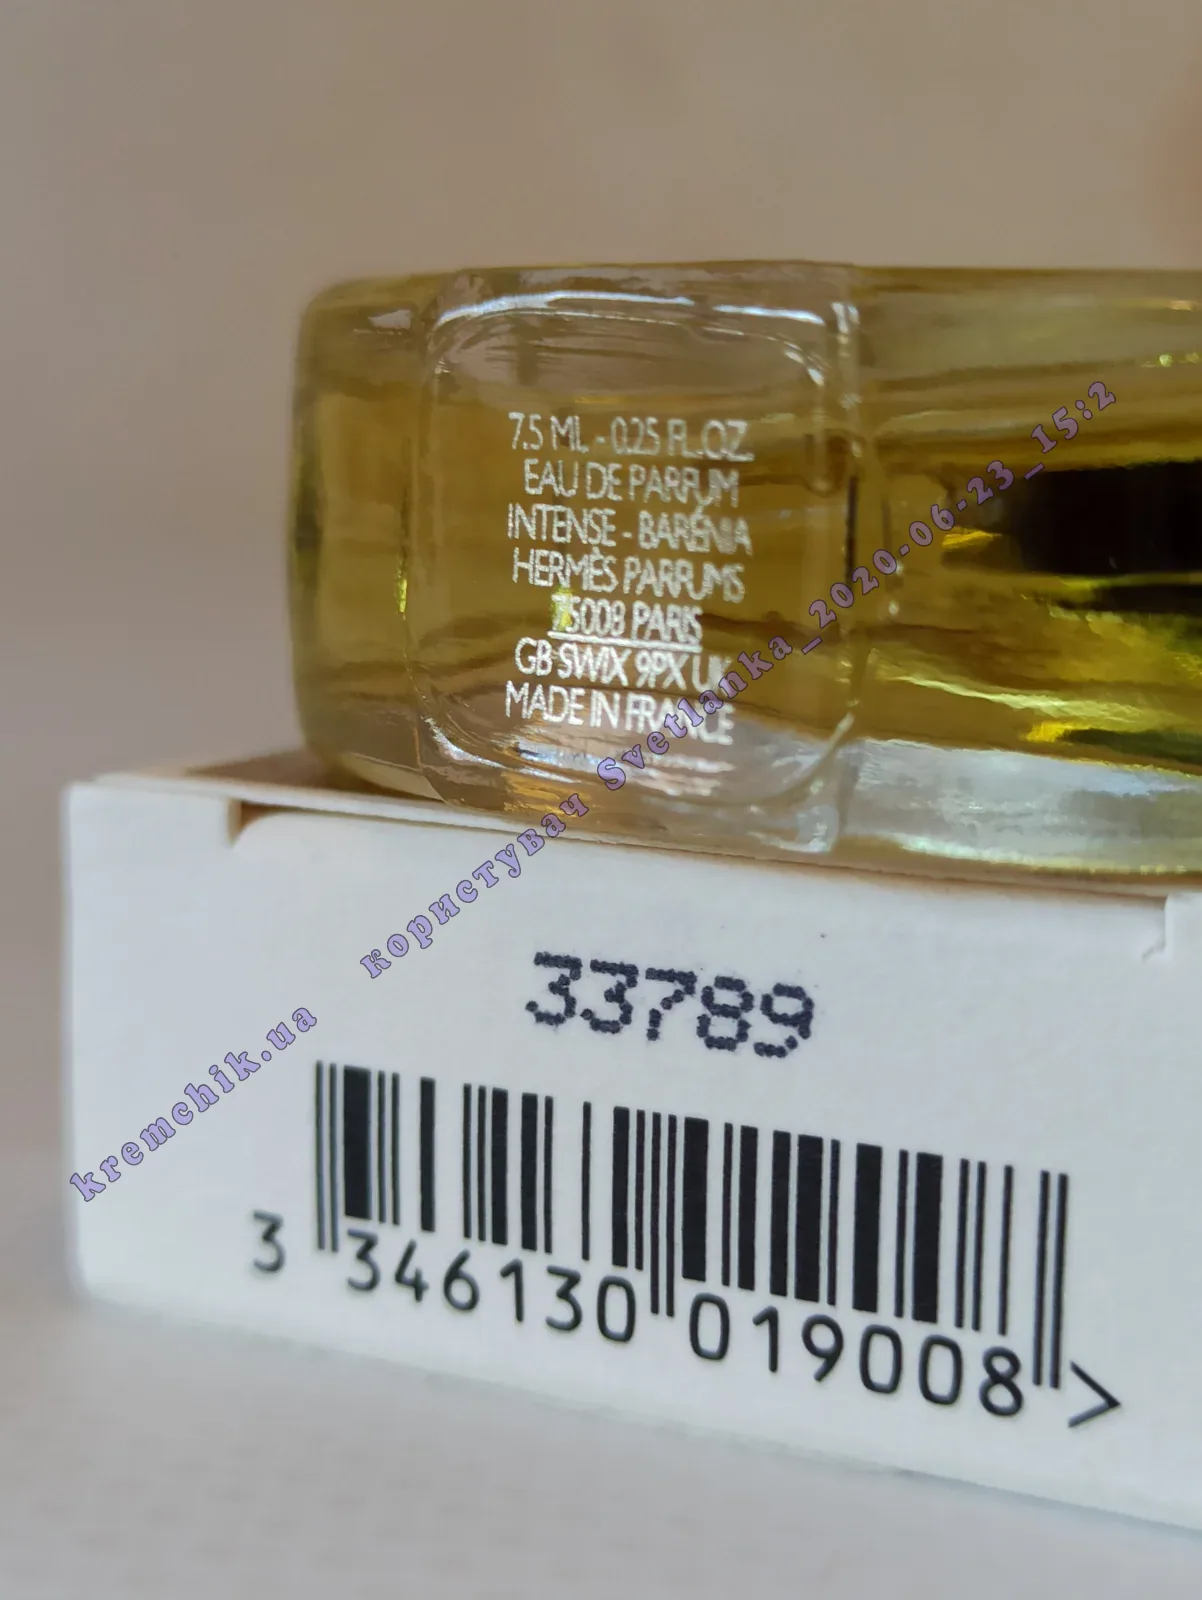 7.5 ML - 0.25 FL.OZ.
EAU DE PARFUM
INTENSE - BARÉNIA
HERMÈS PARFUMS
75008 PARIS
GB-SW1X 9PX UK
MADE IN FRANCE
33789
3 346130 019008 >
kremchik.ua користувач Svetlanka_2020-06-23_15:2